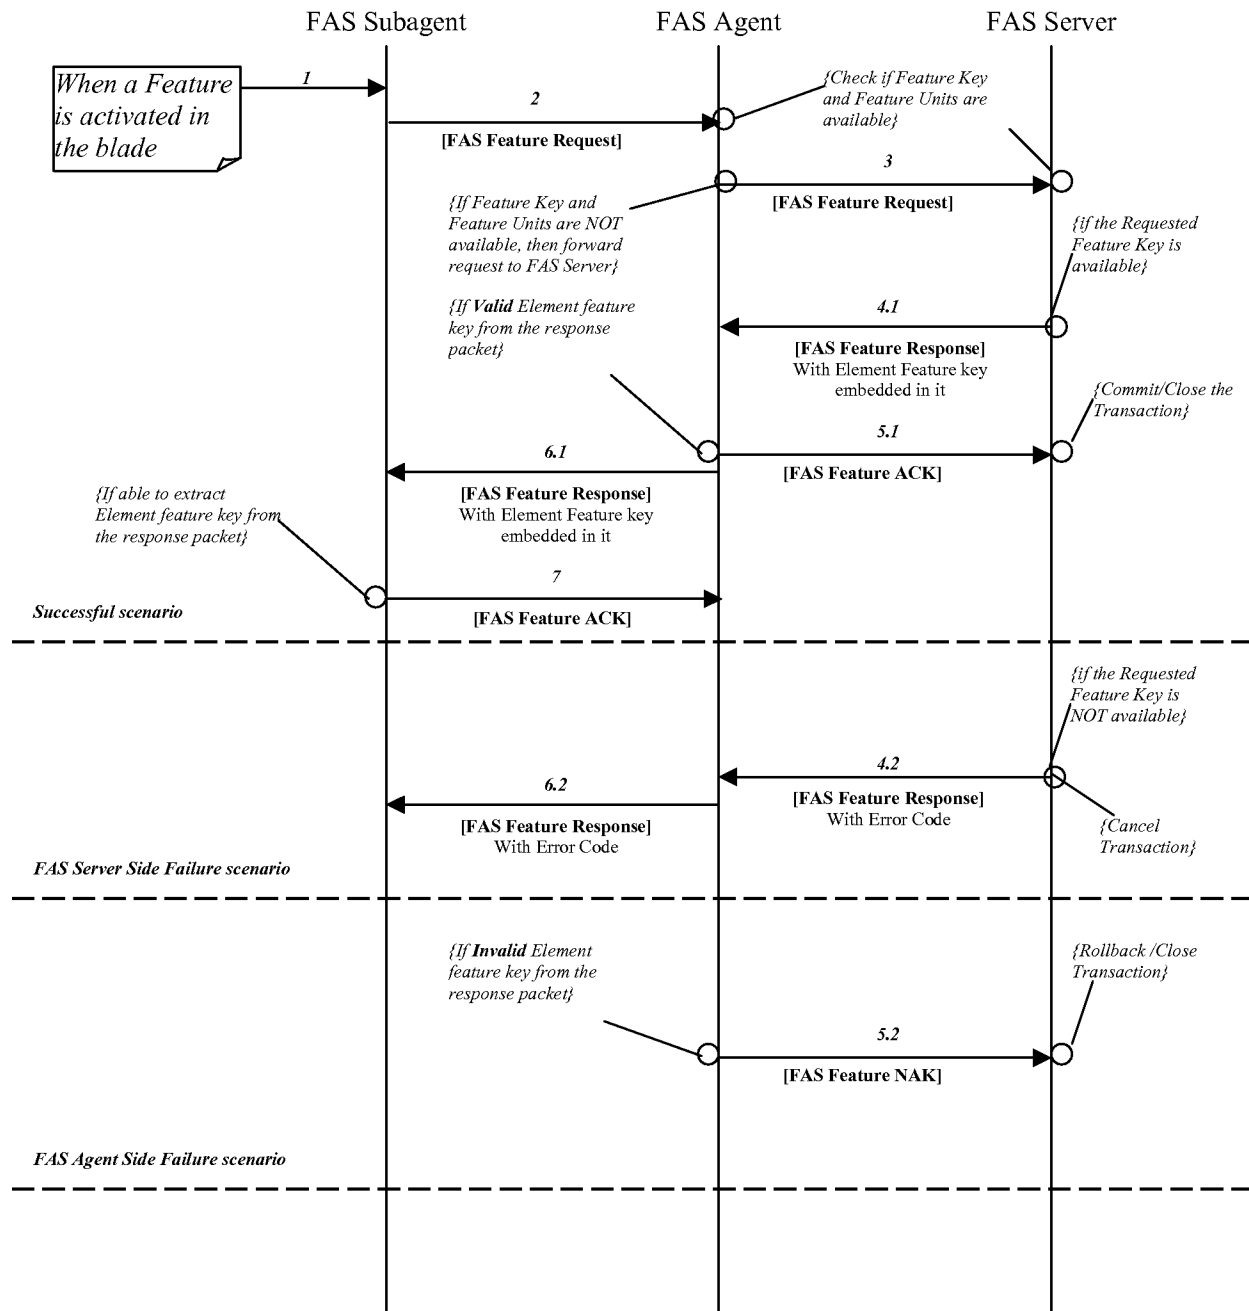 FAS Subagent
FAS Agent
FAS Server
When a Feature
is activated in
the blade
1
2
[FAS Feature Request]
{Check if Feature Key
and Feature Units are
available}
3
[FAS Feature Request]
{If Feature Key and
Feature Units are NOT
available, then forward
request to FAS Server}
{if the Requested
Feature Key is
available}
4.1
[FAS Feature Response]
With Element Feature key
embedded in it
{If Valid Element feature
key from the response
packet}
{Commit/Close the
Transaction}
5.1
[FAS Feature ACK]
6.1
[FAS Feature Response]
With Element Feature key
embedded in it
{If able to extract
Element feature key from
the response packet}
7
[FAS Feature ACK]
Successful scenario
{if the Requested
Feature Key is
NOT available}
4.2
[FAS Feature Response]
With Error Code
6.2
[FAS Feature Response]
With Error Code
{Cancel
Transaction}
FAS Server Side Failure scenario
{If Invalid Element
feature key from the
response packet}
{Rollback /Close
Transaction}
5.2
[FAS Feature NAK]
FAS Agent Side Failure scenario